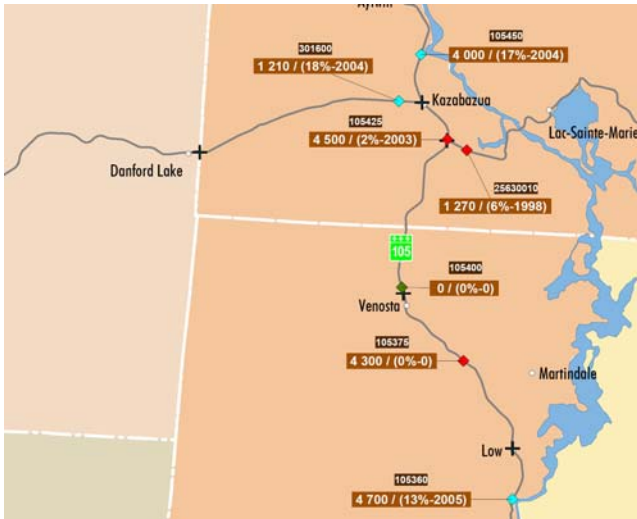 105450
4 000 / (17%-2004)
301600
1 210 / (18%-2004)
Kazabazua
105425
4 500 / (2%-2003)
Lac-Sainte-Marie
Danford Lake
25630010
1 270 / (6%-1998)
105
105400
0 / (0%-0)
Venosta
105375
4 300 / (0%-0)
Martindale
Low
105360
4 700 / (13%-2005)